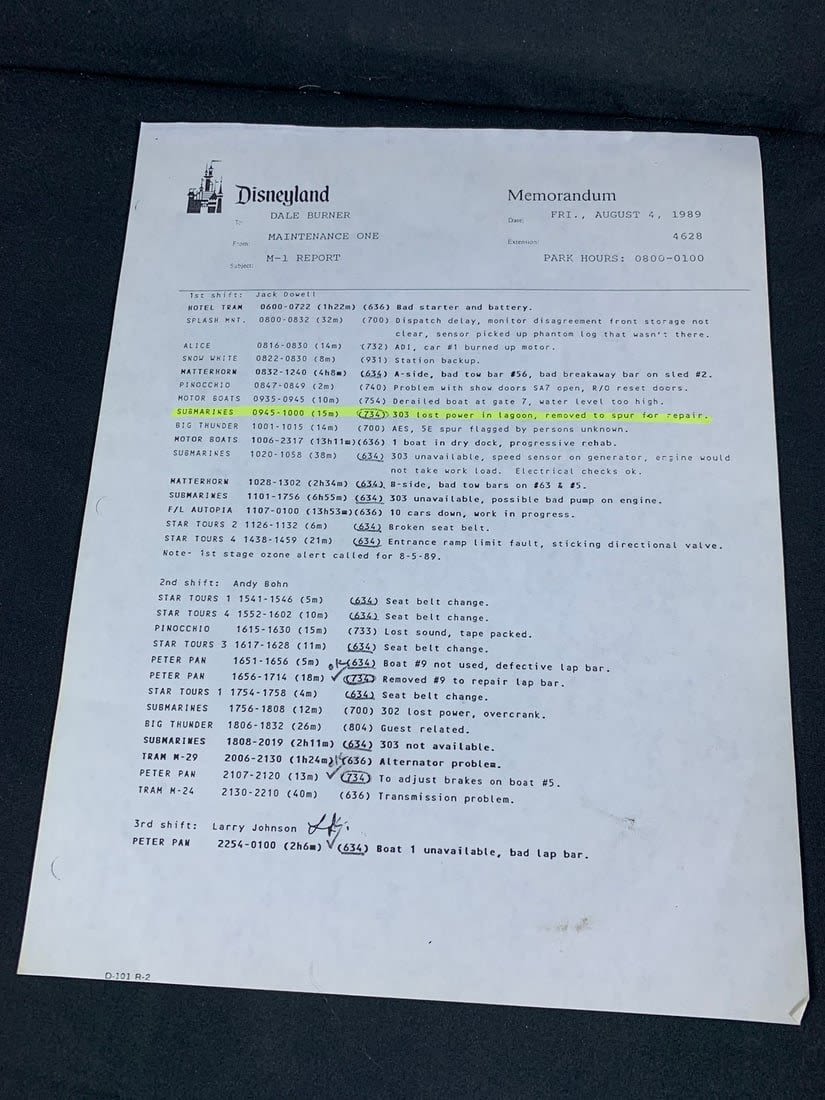 Disneyland
Memorandum
To: DALE BURNER
Date: FRI., AUGUST 4, 1989
From: MAINTENANCE ONE
Extension: 4628
Subject: M-1 REPORT
PARK HOURS: 0800-0100
1st shift: Jack Dowell
HOTEL TRAM 0600-0722 (1h22m) (636) Bad starter and battery.
SPLASH MNT. 0800-0832 (32m) (700) Dispatch delay, monitor disagreement front storage not
clear, sensor picked up phantom log that wasn't there.
ALICE 0816-0830 (14m) (732) ADI, car #1 burned up motor.
SNOW WHITE 0822-0830 (8m) (931) Station backup.
MATTERHORN 0832-1240 (4h8m) (634) A-side, bad tow bar #56, bad breakaway bar on sled #2.
PINOCCHIO 0847-0849 (2m) (740) Problem with show doors SA7 open, R/O reset doors.
MOTOR BOATS 0935-0945 (10m) (754) Derailed boat at gate 7, water level too high.
SUBMARINES 0945-1000 (15m) (734) 303 lost power in lagoon, removed to spur for repair.
BIG THUNDER 1001-1015 (14m) (700) AES, 5E spur flagged by persons unknown.
MOTOR BOATS 1006-2317 (13h11m)(636) 1 boat in dry dock, progressive rehab.
SUBMARINES 1020-1058 (38m) (634) 303 unavailable, speed sensor on generator, engine would
not take work load. Electrical checks ok.
MATTERHORN 1028-1302 (2h34m) (634) B-side, bad tow bars on #63 & #5.
SUBMARINES 1101-1756 (6h55m) (634) 303 unavailable, possible bad pump on engine.
F/L AUTOPIA 1107-0100 (13h53m)(636) 10 cars down, work in progress.
STAR TOURS 2 1126-1132 (6m) (634) Broken seat belt.
STAR TOURS 4 1438-1459 (21m) (634) Entrance ramp limit fault, sticking directional valve.
Note- 1st stage ozone alert called for 8-5-89.
2nd shift: Andy Bohn
STAR TOURS 1 1541-1546 (5m) (634) Seat belt change.
STAR TOURS 4 1552-1602 (10m) (634) Seat belt change.
PINOCCHIO 1615-1630 (15m) (733) Lost sound, tape packed.
STAR TOURS 3 1617-1628 (11m) (634) Seat belt change.
PETER PAN 1651-1656 (5m) (634) Boat #9 not used, defective lap bar.
PETER PAN 1656-1714 (18m) (734) Removed #9 to repair lap bar.
STAR TOURS 1 1754-1758 (4m) (634) Seat belt change.
SUBMARINES 1756-1808 (12m) (700) 302 lost power, overcrank.
BIG THUNDER 1806-1832 (26m) (804) Guest related.
SUBMARINES 1808-2019 (2h11m) (634) 303 not available.
TRAM M-29 2006-2130 (1h24m) (636) Alternator problem.
PETER PAN 2107-2120 (13m) (734) To adjust brakes on boat #5.
TRAM M-24 2130-2210 (40m) (636) Transmission problem.
3rd shift: Larry Johnson
PETER PAN 2254-0100 (2h6m) (634) Boat 1 unavailable, bad lap bar.
D-101 R-2